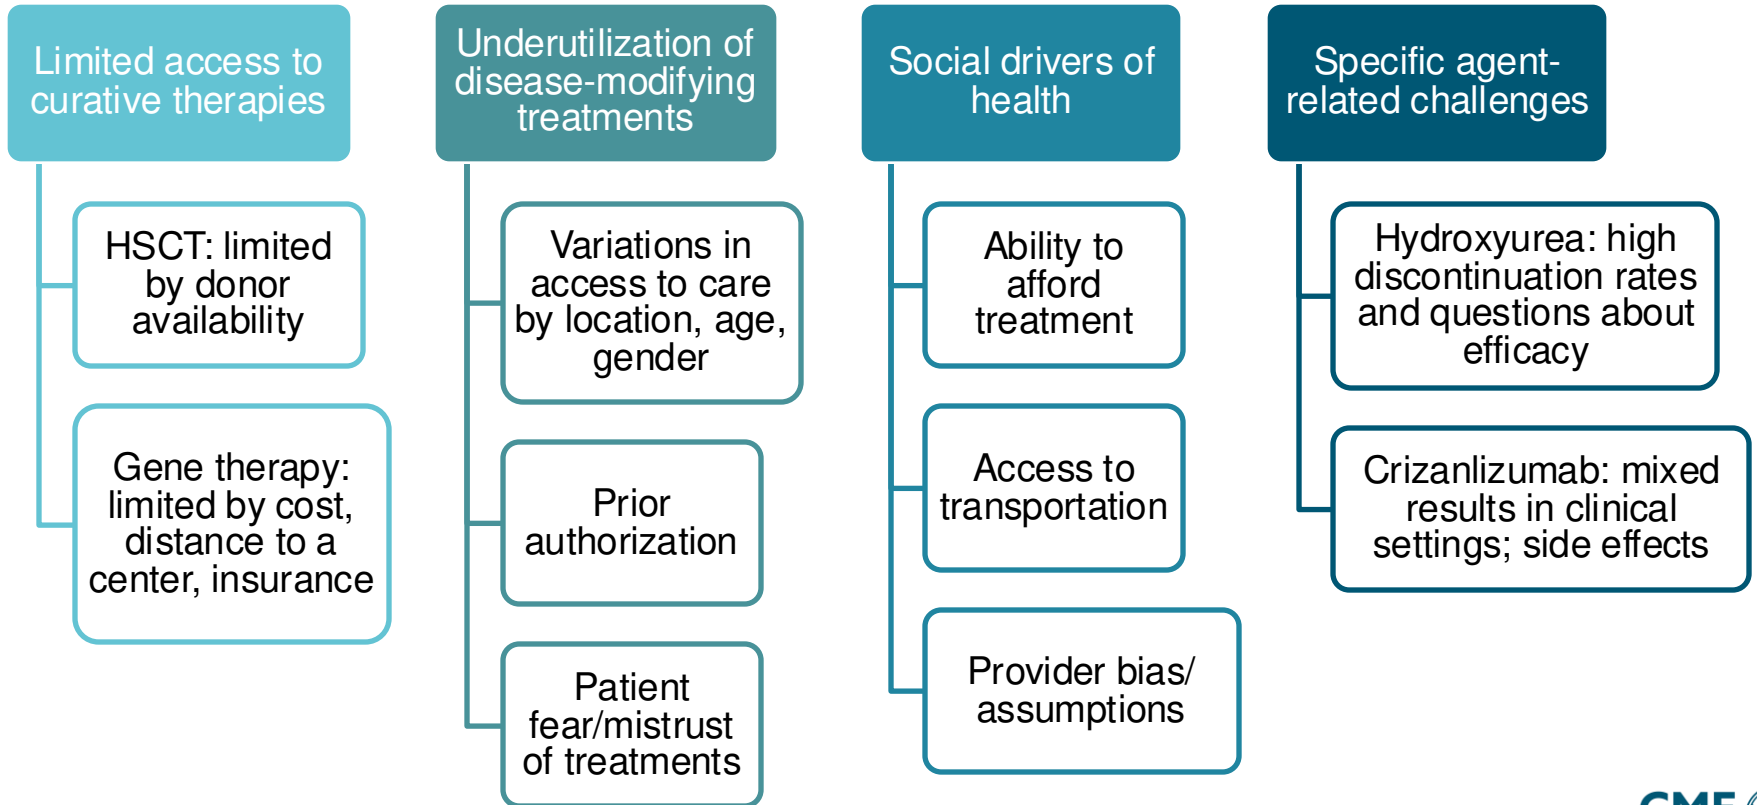 Limited access to
curative therapies
HSCT: limited
by donor
availability
Gene therapy:
limited by cost,
distance to a
center, insurance
Underutilization of
disease-modifying
treatments
Variations in
access to care
by location, age,
gender
Prior
authorization
Patient
fear/mistrust
of treatments
Social drivers of
health
Ability to
afford
treatment
Access to
transportation
Provider bias/
assumptions
Specific agent-
related challenges
Hydroxyurea: high
discontinuation rates
and questions about
efficacy
Crizanlizumab: mixed
results in clinical
settings; side effects
CME